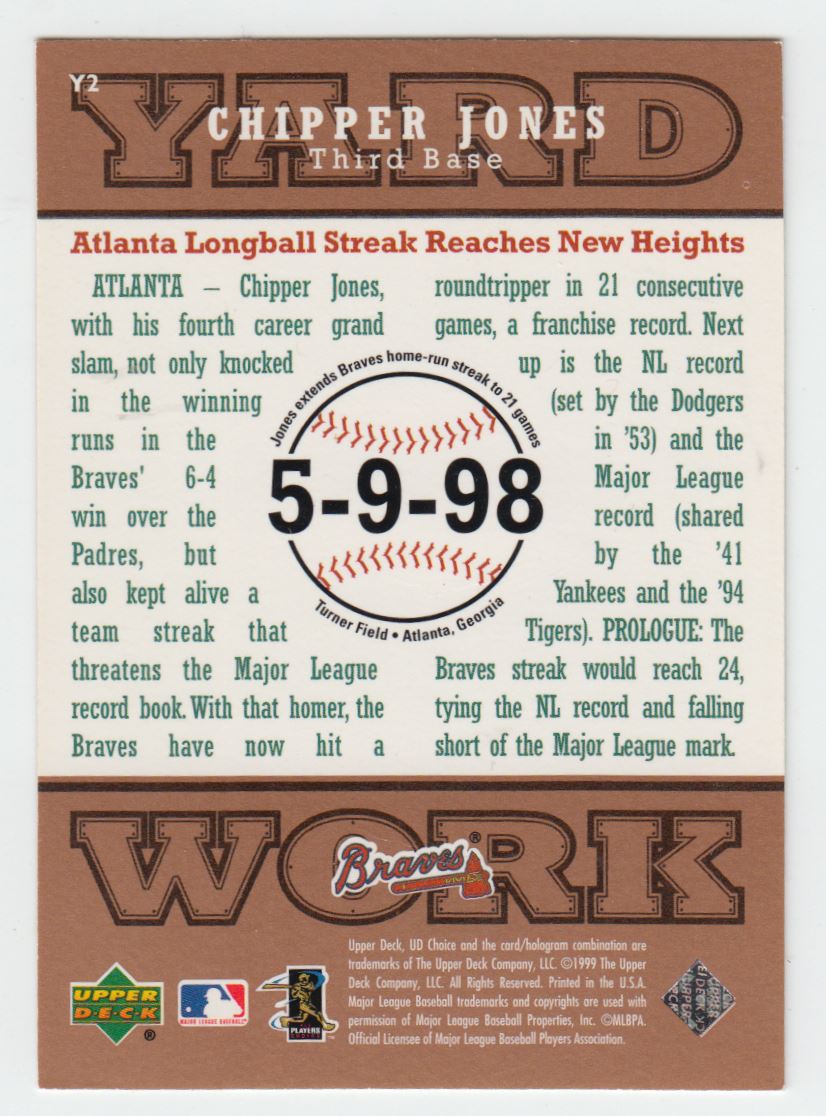 Y2
YARD
CHIPPER JONES
Third Base
Atlanta Longball Streak Reaches New Heights
ATLANTA – Chipper Jones,
with his fourth career grand
slam, not only knocked
in the winning
runs in the
Braves' 6-4
win over the
Padres, but
also kept alive a
team streak that
threatens the Major League
record book. With that homer, the
Braves have now hit a
roundtripper in 21 consecutive
games, a franchise record. Next
up is the NL record
(set by the Dodgers
in '53) and the
Major League
record (shared
by the '41
Yankees and the '94
Tigers). PROLOGUE: The
Braves streak would reach 24,
tying the NL record and falling
short of the Major League mark.
Jones extends Braves home-run streak to 21 games
5-9-98
Turner Field • Atlanta, Georgia
WORK
Braves®
Upper Deck, UD Choice and the card/hologram combination are
trademarks of The Upper Deck Company, LLC. ©1999 The Upper
Deck Company, LLC. All Rights Reserved. Printed in the U.S.A.
Major League Baseball trademarks and copyrights are used with
permission of Major League Baseball Properties, Inc. ©MLBPA.
Official Licensee of Major League Baseball Players Association.
UPPER
DECK®
MAJOR LEAGUE BASEBALL
PLAYERS
CHOICE